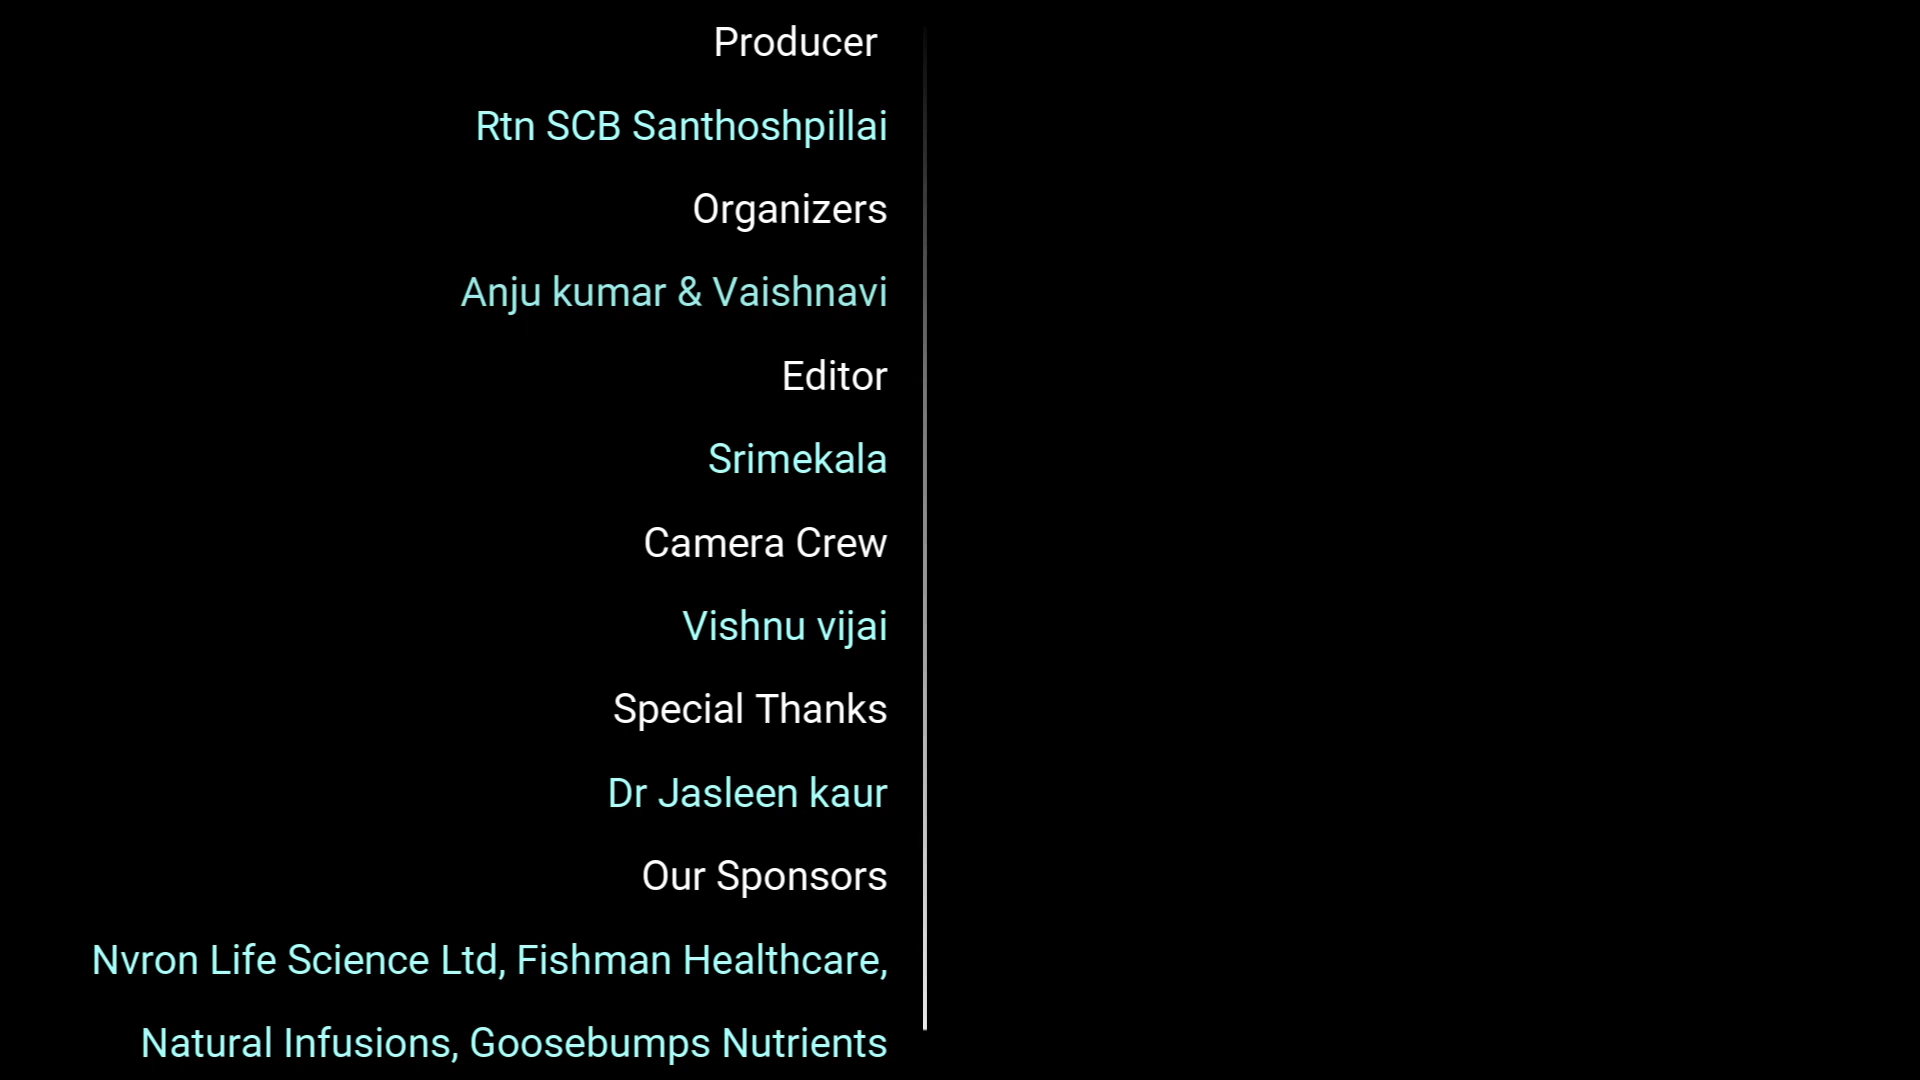 Producer
Rtn SCB Santhoshpillai
Organizers
Anju kumar & Vaishnavi
Editor
Srimekala
Camera Crew
Vishnu vijai
Special Thanks
Dr Jasleen kaur
Our Sponsors
Nvron Life Science Ltd, Fishman Healthcare,
Natural Infusions, Goosebumps Nutrients